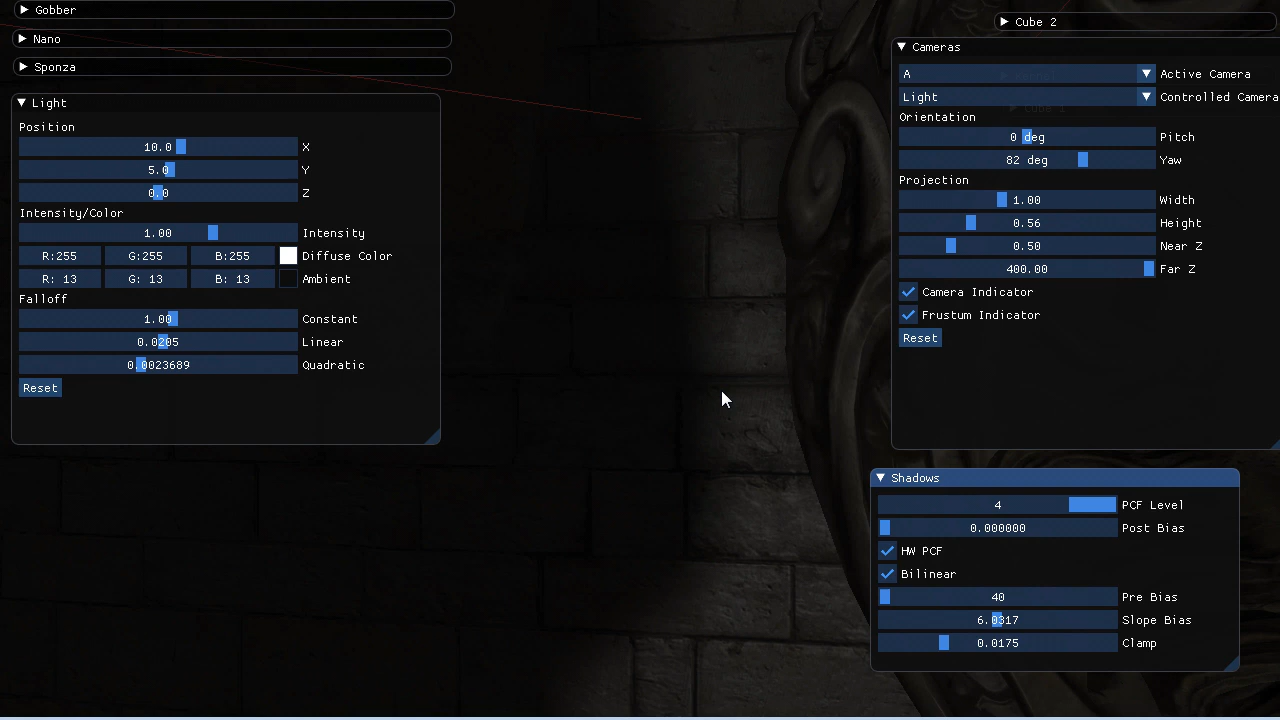 Gobber
Nano
Sponza
Light
Position
10.0 X
5.0 Y
0.0 Z
Intensity/Color
1.00 Intensity
R:255 G:255 B:255 Diffuse Color
R: 13 G: 13 B: 13 Ambient
Falloff
1.00 Constant
0.0205 Linear
0.0023689 Quadratic
Reset
Cube 2
Cameras
A Active Camera
Light Controlled Camera
Orientation
0 deg Pitch
82 deg Yaw
Projection
1.00 Width
0.56 Height
0.50 Near Z
400.00 Far Z
Camera Indicator
Frustum Indicator
Reset
Shadows
4 PCF Level
0.000000 Post Bias
HW PCF
Bilinear
40 Pre Bias
6.0317 Slope Bias
0.0175 Clamp